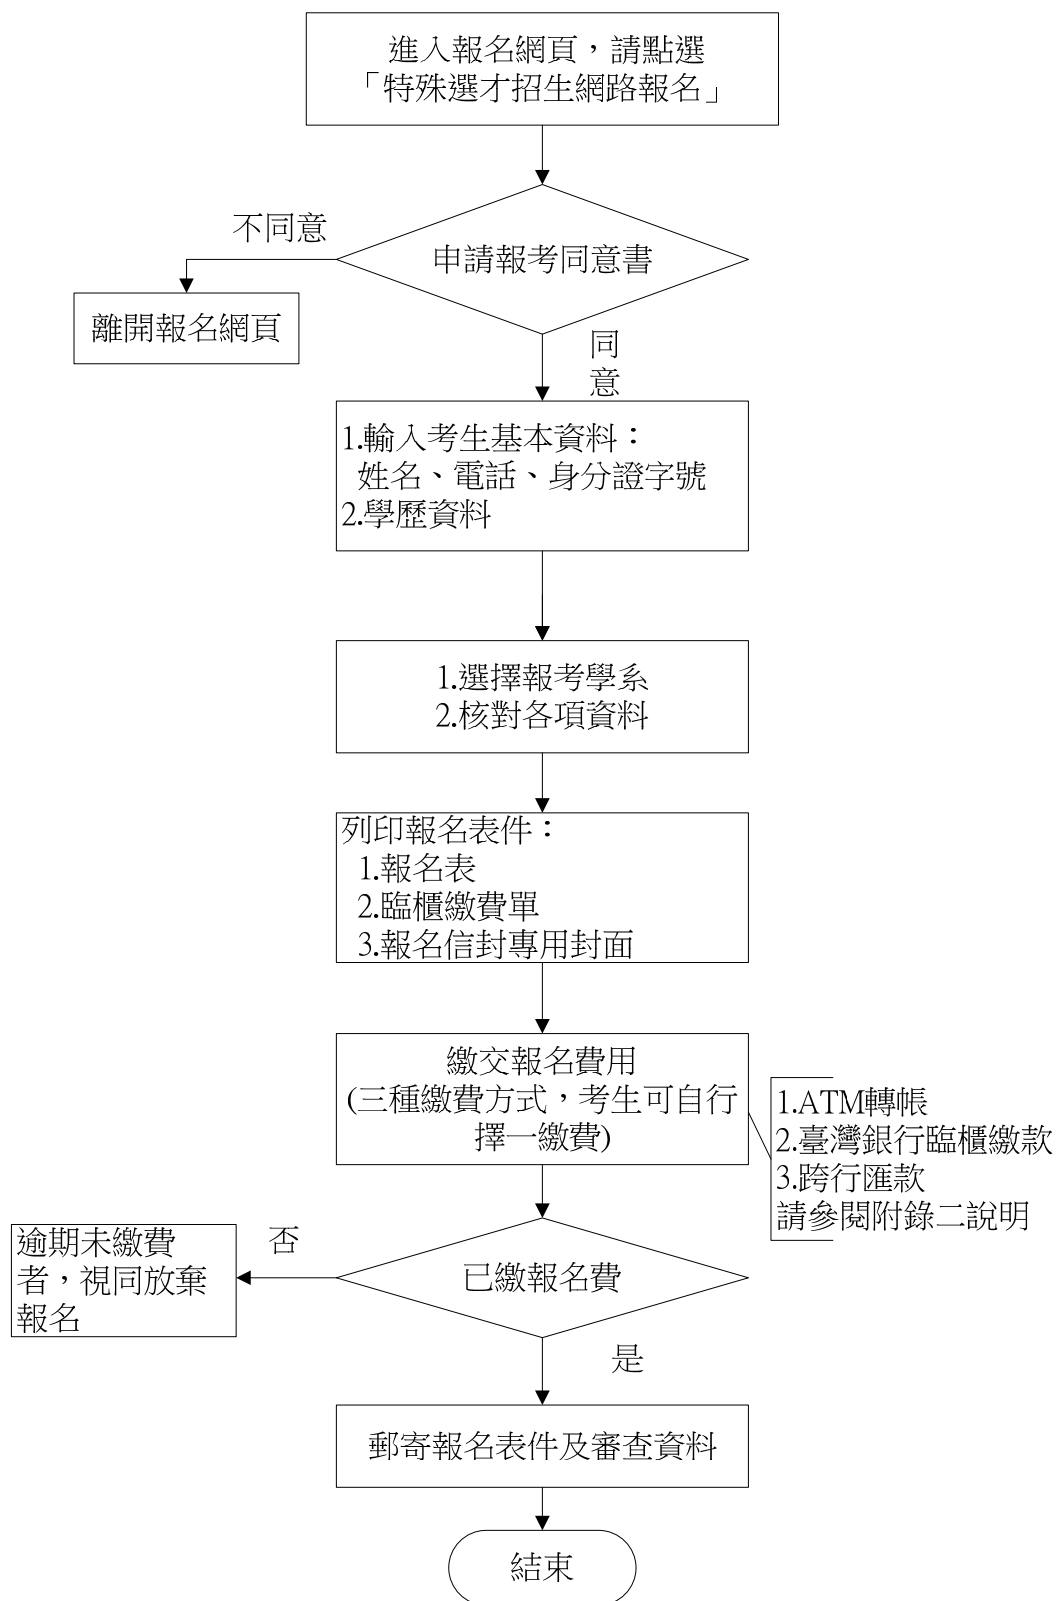 進入報名網頁，請點選
「特殊選才招生網路報名」
不同意
申請報考同意書
離開報名網頁
同
意
1.輸入考生基本資料：
姓名、電話、身分證字號
2.學歷資料
1.選擇報考學系
2.核對各項資料
列印報名表件：
1.報名表
2.臨櫃繳費單
3.報名信封專用封面
繳交報名費用
(三種繳費方式，考生可自行
擇一繳費)
1.ATM轉帳
2.臺灣銀行臨櫃繳款
3.跨行匯款
請參閱附錄二說明
否
逾期未繳費
者，視同放棄
報名
已繳報名費
是
郵寄報名表件及審查資料
結束